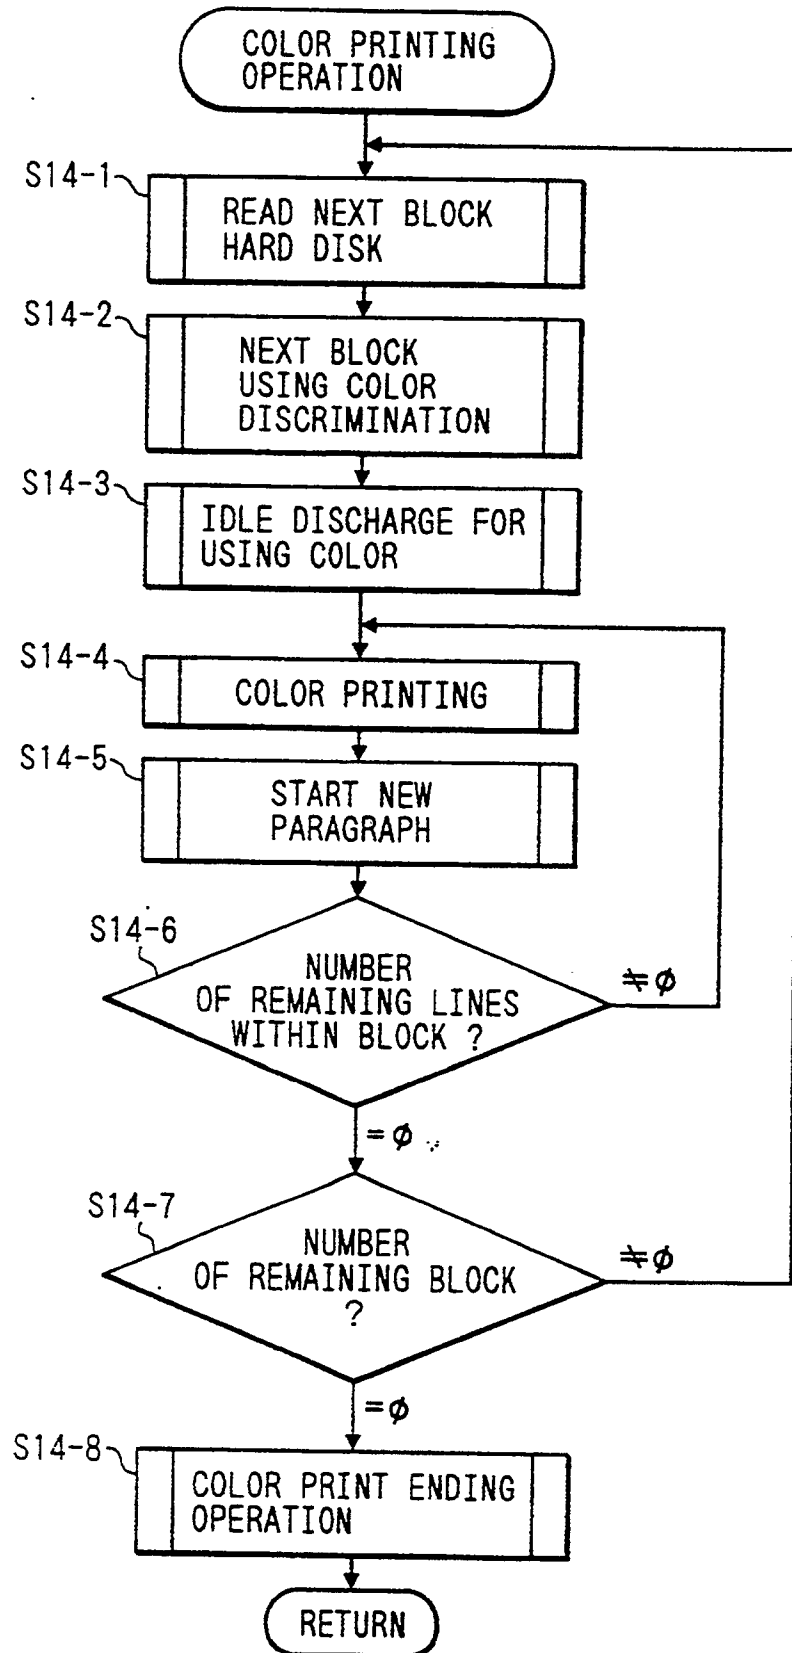 COLOR PRINTING
OPERATION
S14-1
READ NEXT BLOCK
HARD DISK
S14-2
NEXT BLOCK
USING COLOR
DISCRIMINATION
S14-3
IDLE DISCHARGE FOR
USING COLOR
S14-4
COLOR PRINTING
S14-5
START NEW
PARAGRAPH
S14-6
NUMBER
OF REMAINING LINES
WITHIN BLOCK ?
≠ϕ
=ϕ
S14-7
NUMBER
OF REMAINING BLOCK
?
≠ϕ
=ϕ
S14-8
COLOR PRINT ENDING
OPERATION
RETURN